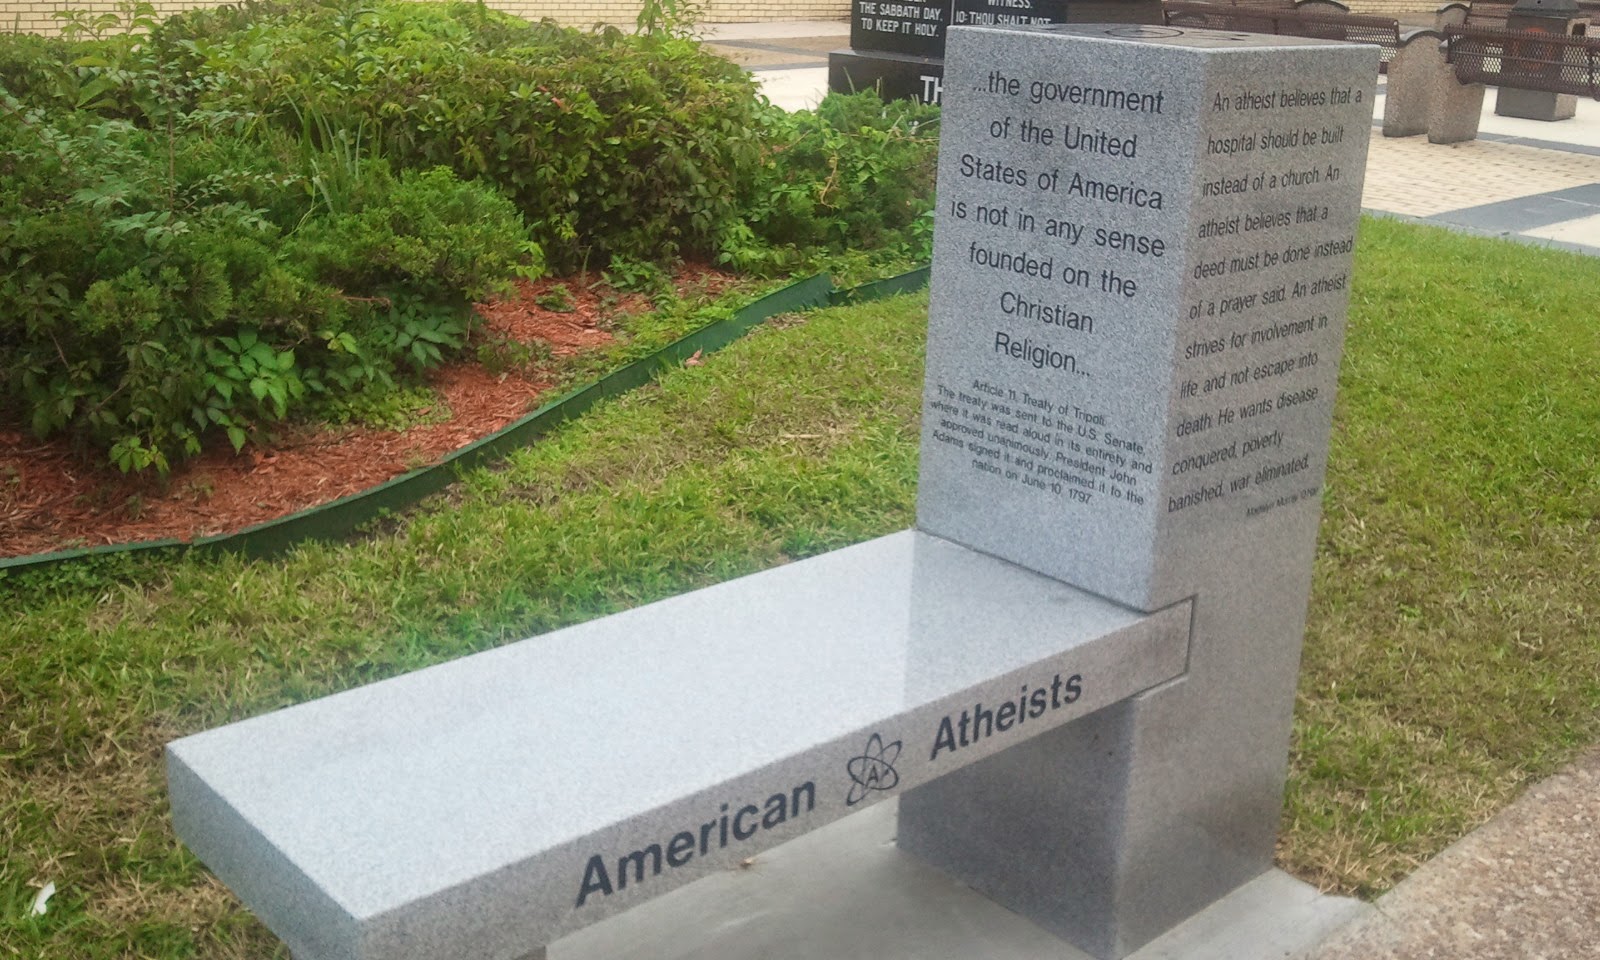 THE SABBATH DAY,
TO KEEP IT HOLY.
WITNESS.
10: THOU SHALT NOT
...the government
of the United
States of America
is not in any sense
founded on the
Christian
Religion...
Article 11, Treaty of Tripoli.
The treaty was sent to the U.S. Senate,
where it was read aloud in its entirety and
approved unanimously. President John
Adams signed it and proclaimed it to the
nation on June 10, 1797.
An atheist believes that a
hospital should be built
instead of a church. An
atheist believes that a
deed must be done instead
of a prayer said. An atheist
strives for involvement in
life and not escape into
death. He wants disease
conquered, poverty
banished, war eliminated.
American A Atheists